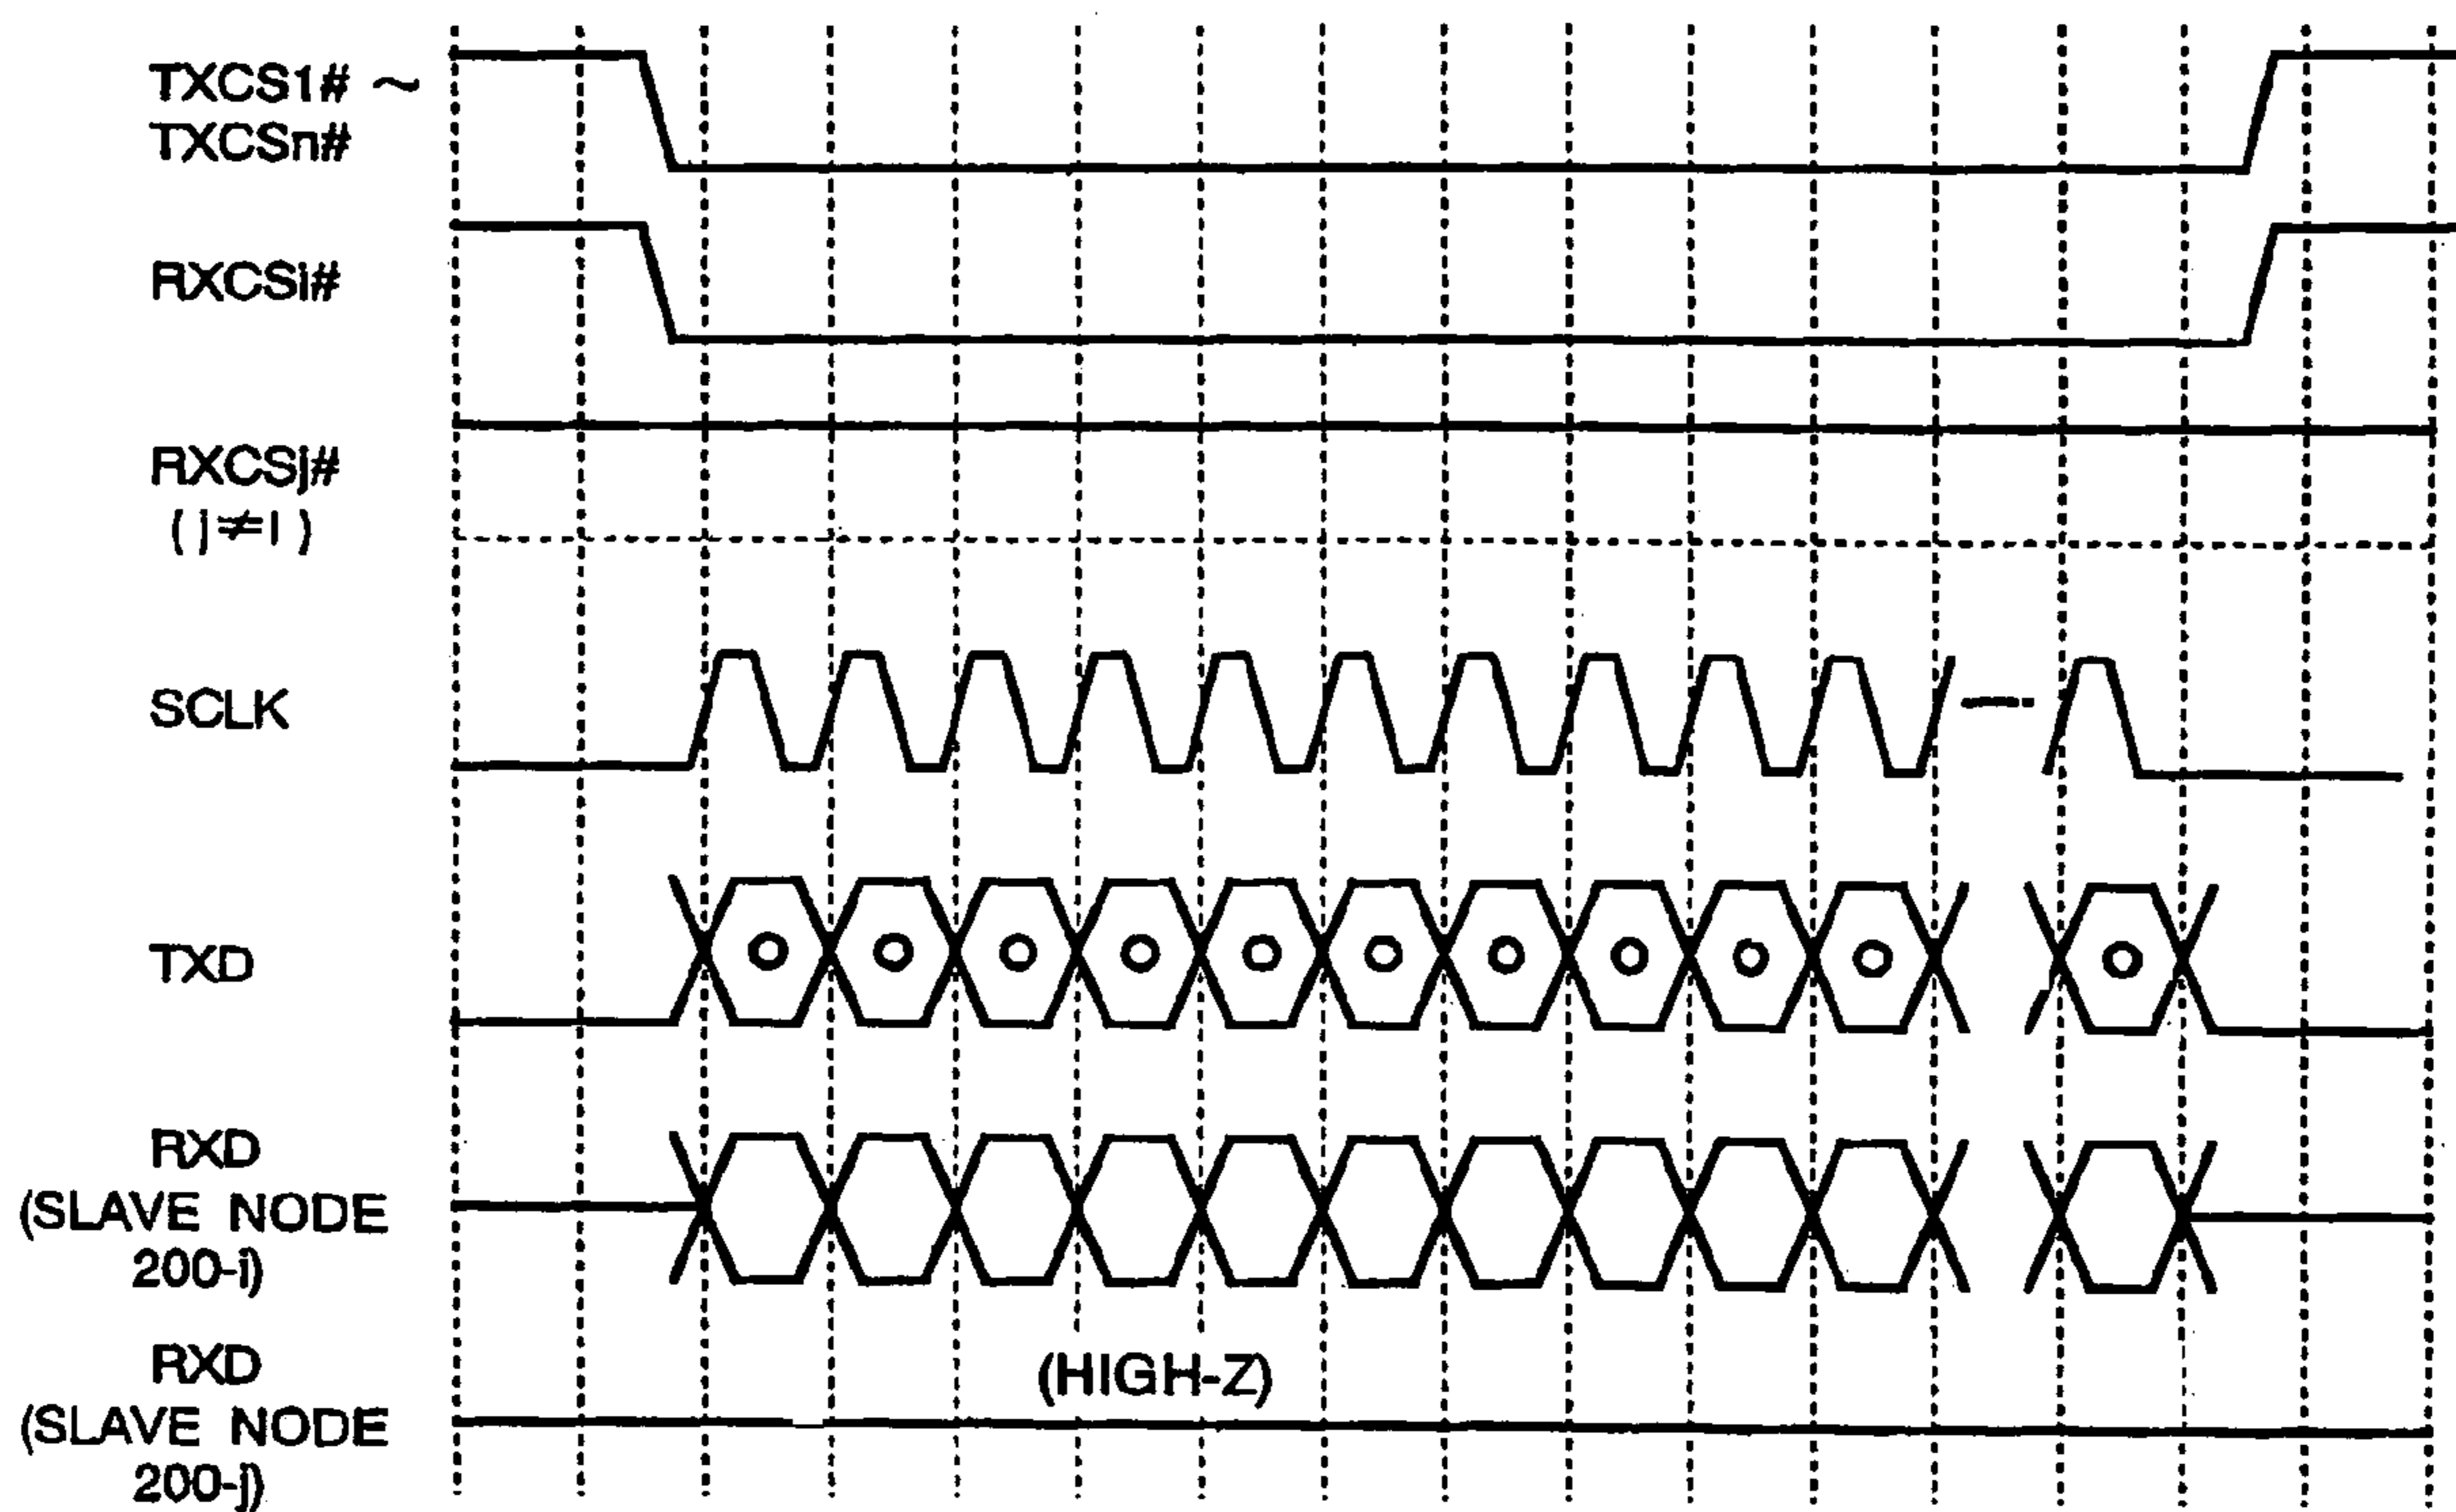 TXCS1# ~
TXCSn#
RXCSi#
RXCSj#
( j≠I )
SCLK
TXD
RXD
(SLAVE NODE
200-i)
RXD
(SLAVE NODE
200-j)
(HIGH-Z)